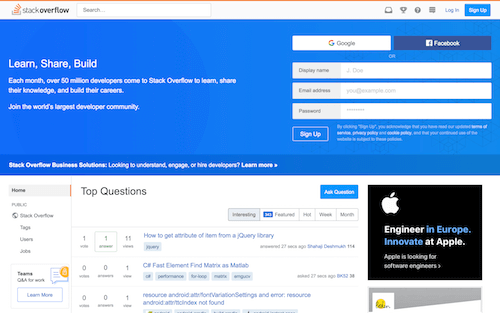 stackoverflow
Search...
Log In
Sign Up
Google
Facebook
OR
Learn, Share, Build
Each month, over 50 million developers come to Stack Overflow to learn, share
their knowledge, and build their careers.
Join the world's largest developer community.
Display name
J. Doe
Email address
you@example.com
Password
********
Sign Up
By clicking "Sign Up", you acknowledge that you have read our updated terms of
service, privacy policy and cookie policy, and that your continued use of the
website is subject to these policies.
Stack Overflow Business Solutions: Looking to understand, engage, or hire developers? Learn more ›
Home
PUBLIC
Stack Overflow
Tags
Users
Jobs
Teams
Q&A for work
Learn More
Top Questions
Ask Question
Interesting
343 Featured
Hot
Week
Month
1 1 11
votes answer views
How to get attribute of item from a jQuery library
jquery
answered 27 secs ago Shahaji Deshmukh 114
0 0 2
votes answers views
C# Fast Element Find Matrix as Matlab
c# performance for-loop matrix emgucv
asked 27 secs ago BK52 38
0 0 3
votes answers views
resource android:attr/fontVariationSettings and error: resource
android:attr/ttcIndex not found
Engineer in Europe.
Innovate at Apple.
Apple is looking for
software engineers ›